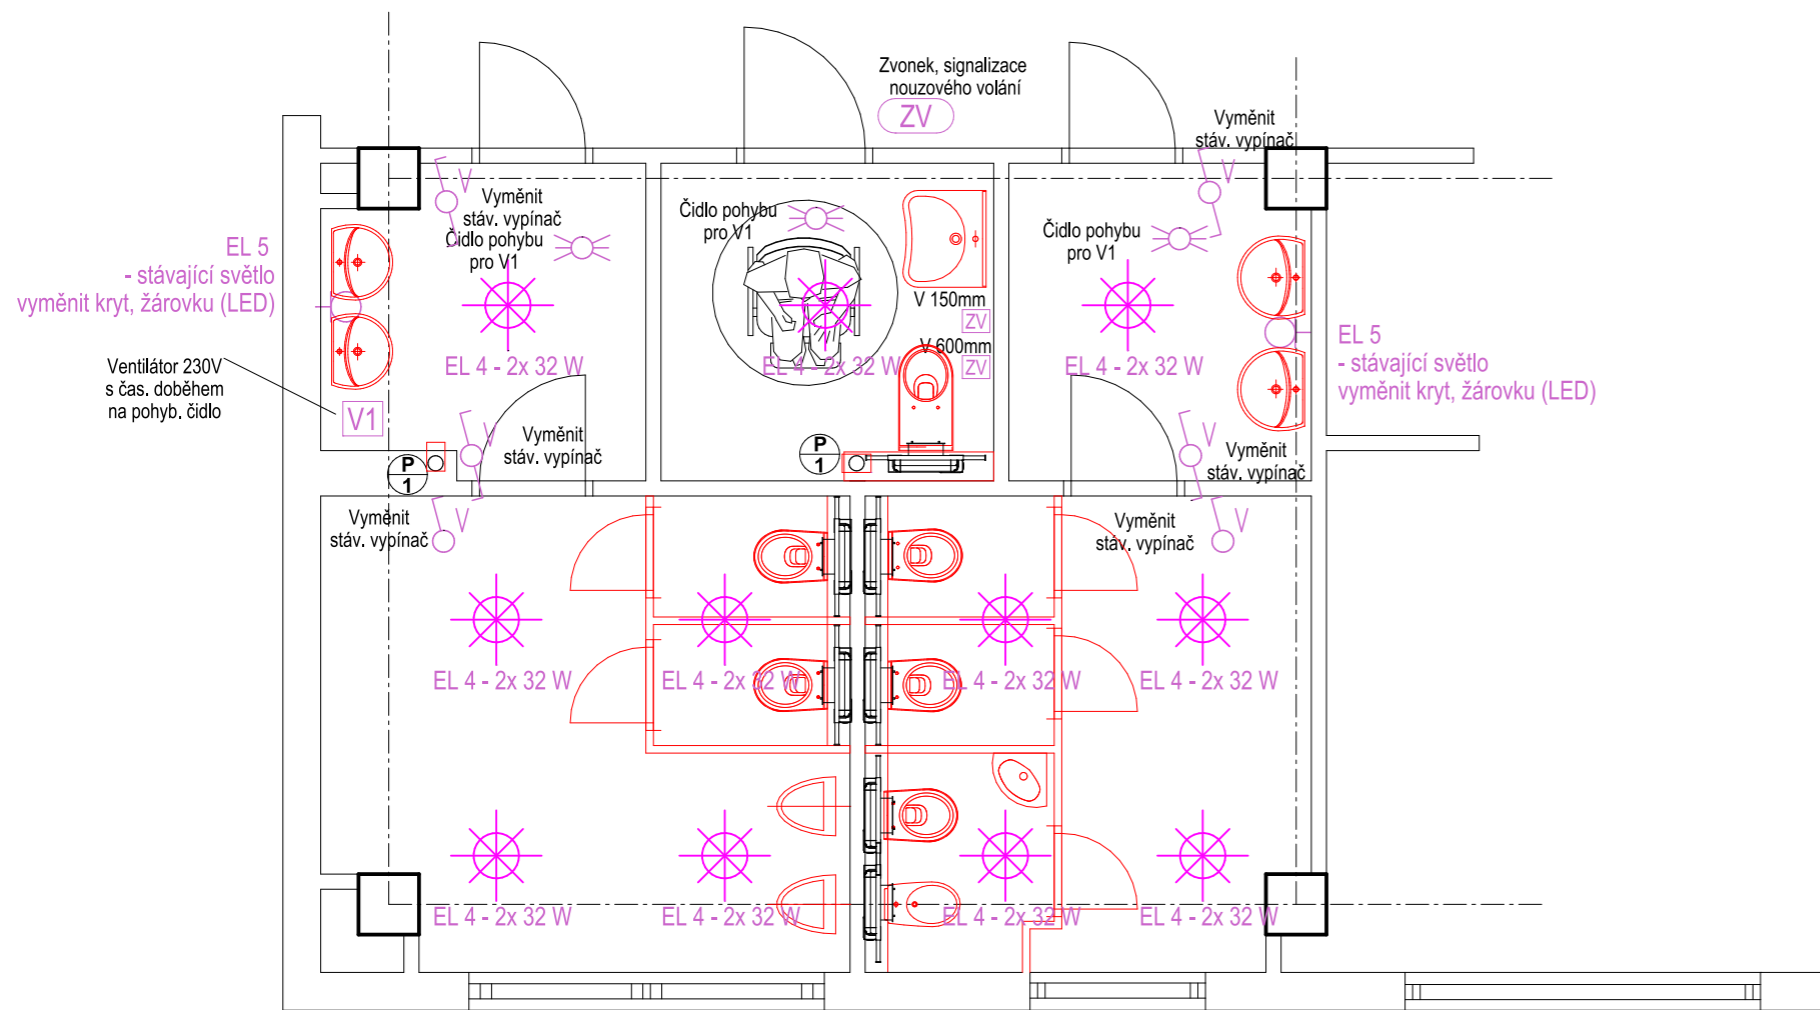 Zvonek, signalizace
nouzového volání
ZV
Vyměnit
stáv. vypínač
V
V
Vyměnit
stáv. vypínač
Čidlo pohybu
pro V1
Čidlo pohybu
pro V1
Čidlo pohybu
pro V1
EL 5
- stávající světlo
vyměnit kryt, žárovku (LED)
V 150mm
ZV
V 600mm
ZV
EL 4 - 2x 32 W
EL 4 - 2x 32 W
EL 4 - 2x 32 W
EL 5
- stávající světlo
vyměnit kryt, žárovku (LED)
Ventilátor 230V
s čas. doběhem
na pohyb. čidlo
V1
V
Vyměnit
stáv. vypínač
V
Vyměnit
stáv. vypínač
P
1
P
1
Vyměnit
stáv. vypínač
V
Vyměnit
stáv. vypínač
V
EL 4 - 2x 32 W
EL 4 - 2x 32 W
EL 4 - 2x 32 W
EL 4 - 2x 32 W
EL 4 - 2x 32 W
EL 4 - 2x 32 W
EL 4 - 2x 32 W
EL 4 - 2x 32 W